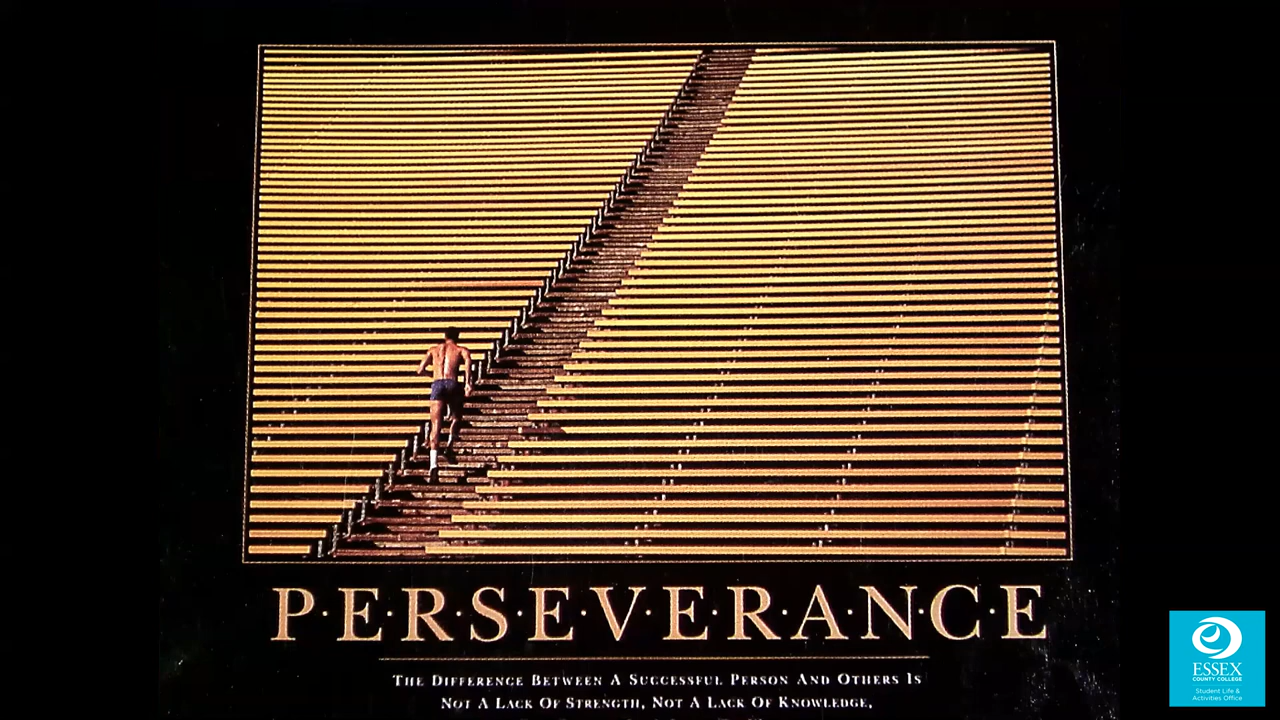 P·E·R·S·E·V·E·R·A·N·C·E
The Difference Between A Successful Person And Others Is
Not A Lack Of Strength, Not A Lack Of Knowledge,
ESSEX
COUNTY COLLEGE
Student Life &
Activities Office